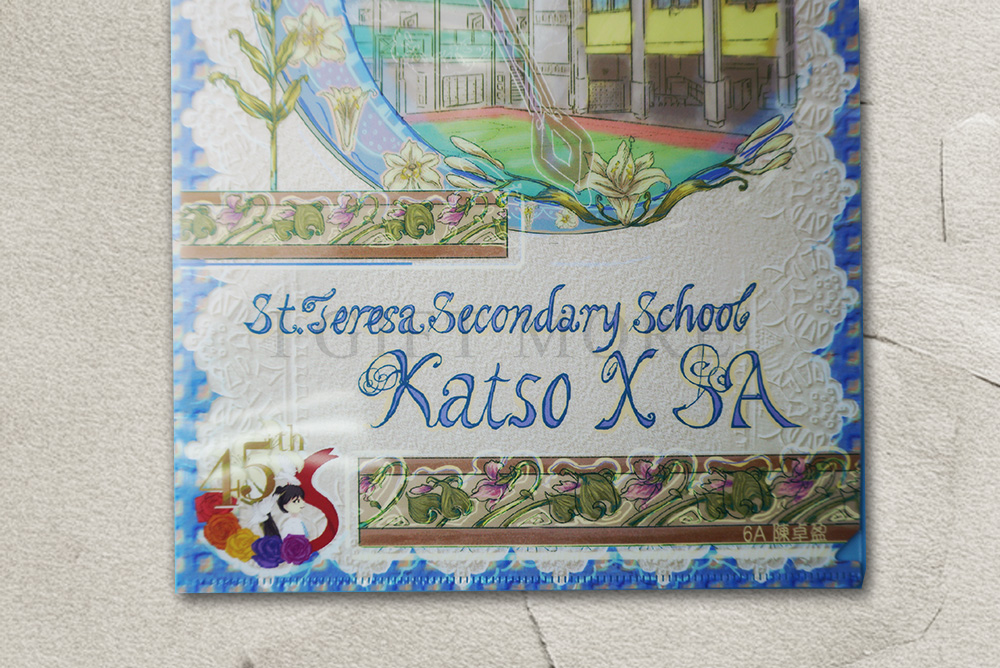 St. Teresa Secondary School
Katso X SA
45th
6A 陳卓盈